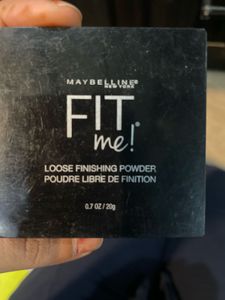 MAYBELLINE®
NEW YORK
FIT
me!®
LOOSE FINISHING POWDER
POUDRE LIBRE DE FINITION
0.7 OZ/20g